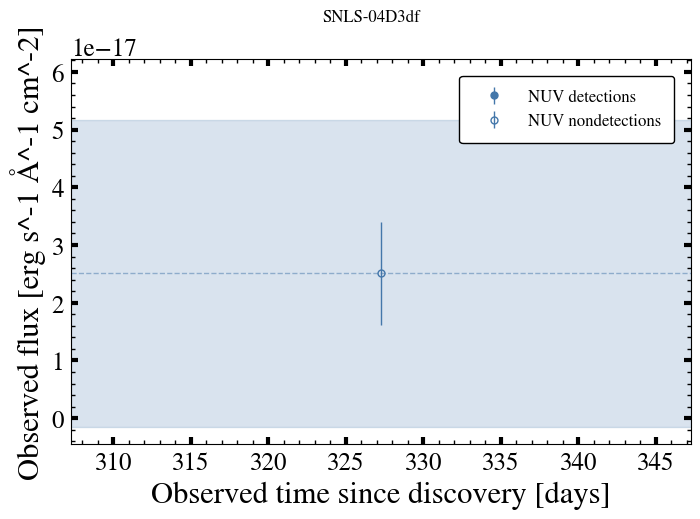 SNLS-04D3df
1e−17
Observed flux [erg s^-1 Å^-1 cm^-2]
6
5
4
3
2
1
0
NUV detections
NUV nondetections
310 315 320 325 330 335 340 345
Observed time since discovery [days]